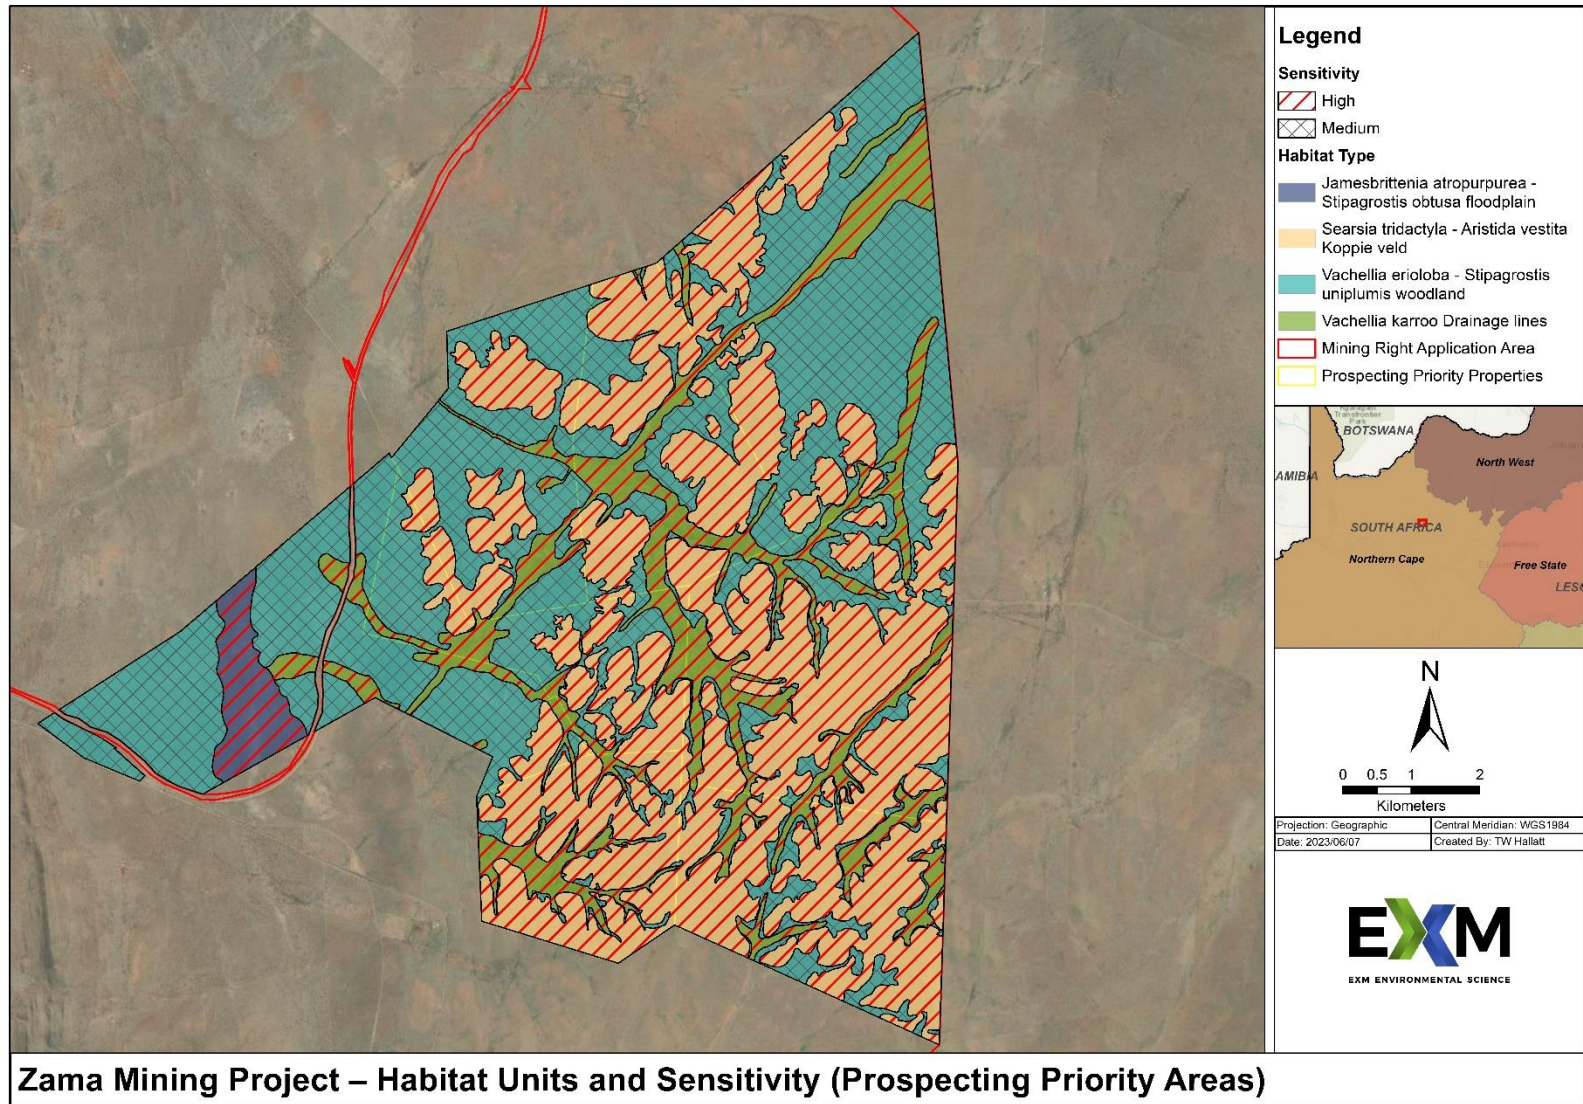 Legend
Sensitivity
High
Medium
Habitat Type
Jamesbrittenia atropurpurea -
Stipagrostis obtusa floodplain
Searsia tridactyla - Aristida vestita
Koppie veld
Vachellia erioloba - Stipagrostis
uniplumis woodland
Vachellia karroo Drainage lines
Mining Right Application Area
Prospecting Priority Properties
Transfrontier
Park
BOTSWANA
North West
AMIBIA
SOUTH AFRICA
Northern Cape
Free State
LESO
N
0 0.5 1 2
Kilometers
Projection: Geographic Central Meridian: WGS1984
Date: 2023/06/07 Created By: TW Hallatt
EXM
EXM ENVIRONMENTAL SCIENCE
Zama Mining Project – Habitat Units and Sensitivity (Prospecting Priority Areas)